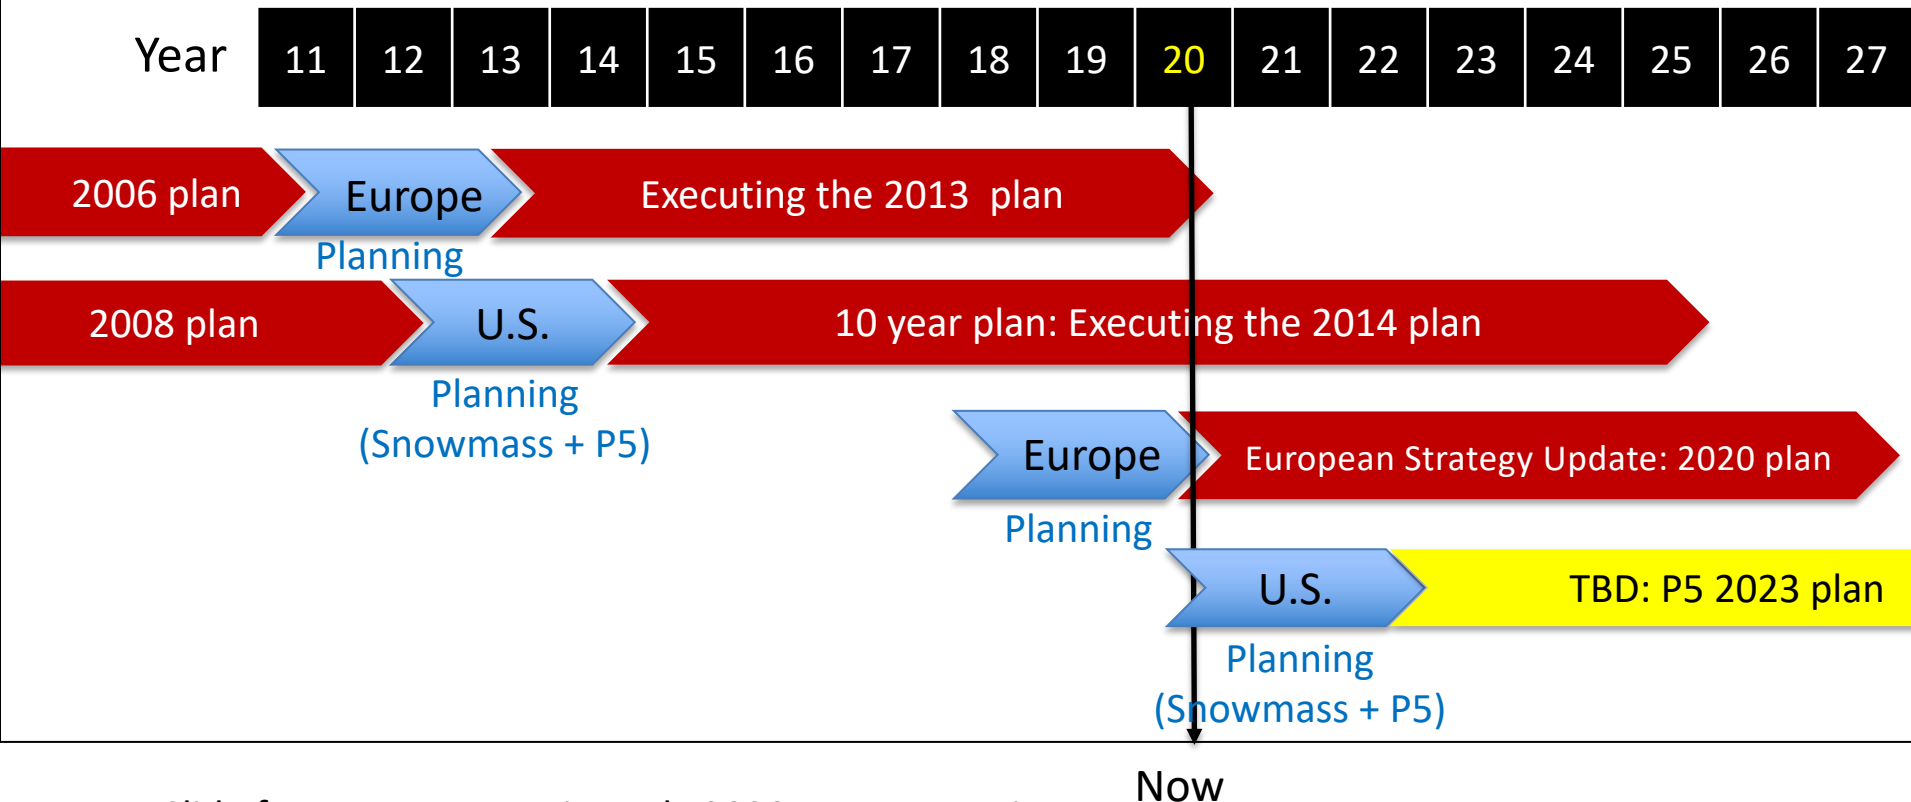 Year 11 12 13 14 15 16 17 18 19 20 21 22 23 24 25 26 27
2006 plan Europe Executing the 2013 plan
Planning
2008 plan U.S. 10 year plan: Executing the 2014 plan
Planning
(Snowmass + P5)
Europe European Strategy Update: 2020 plan
Planning
U.S. TBD: P5 2023 plan
Planning
(Snowmass + P5)
Now